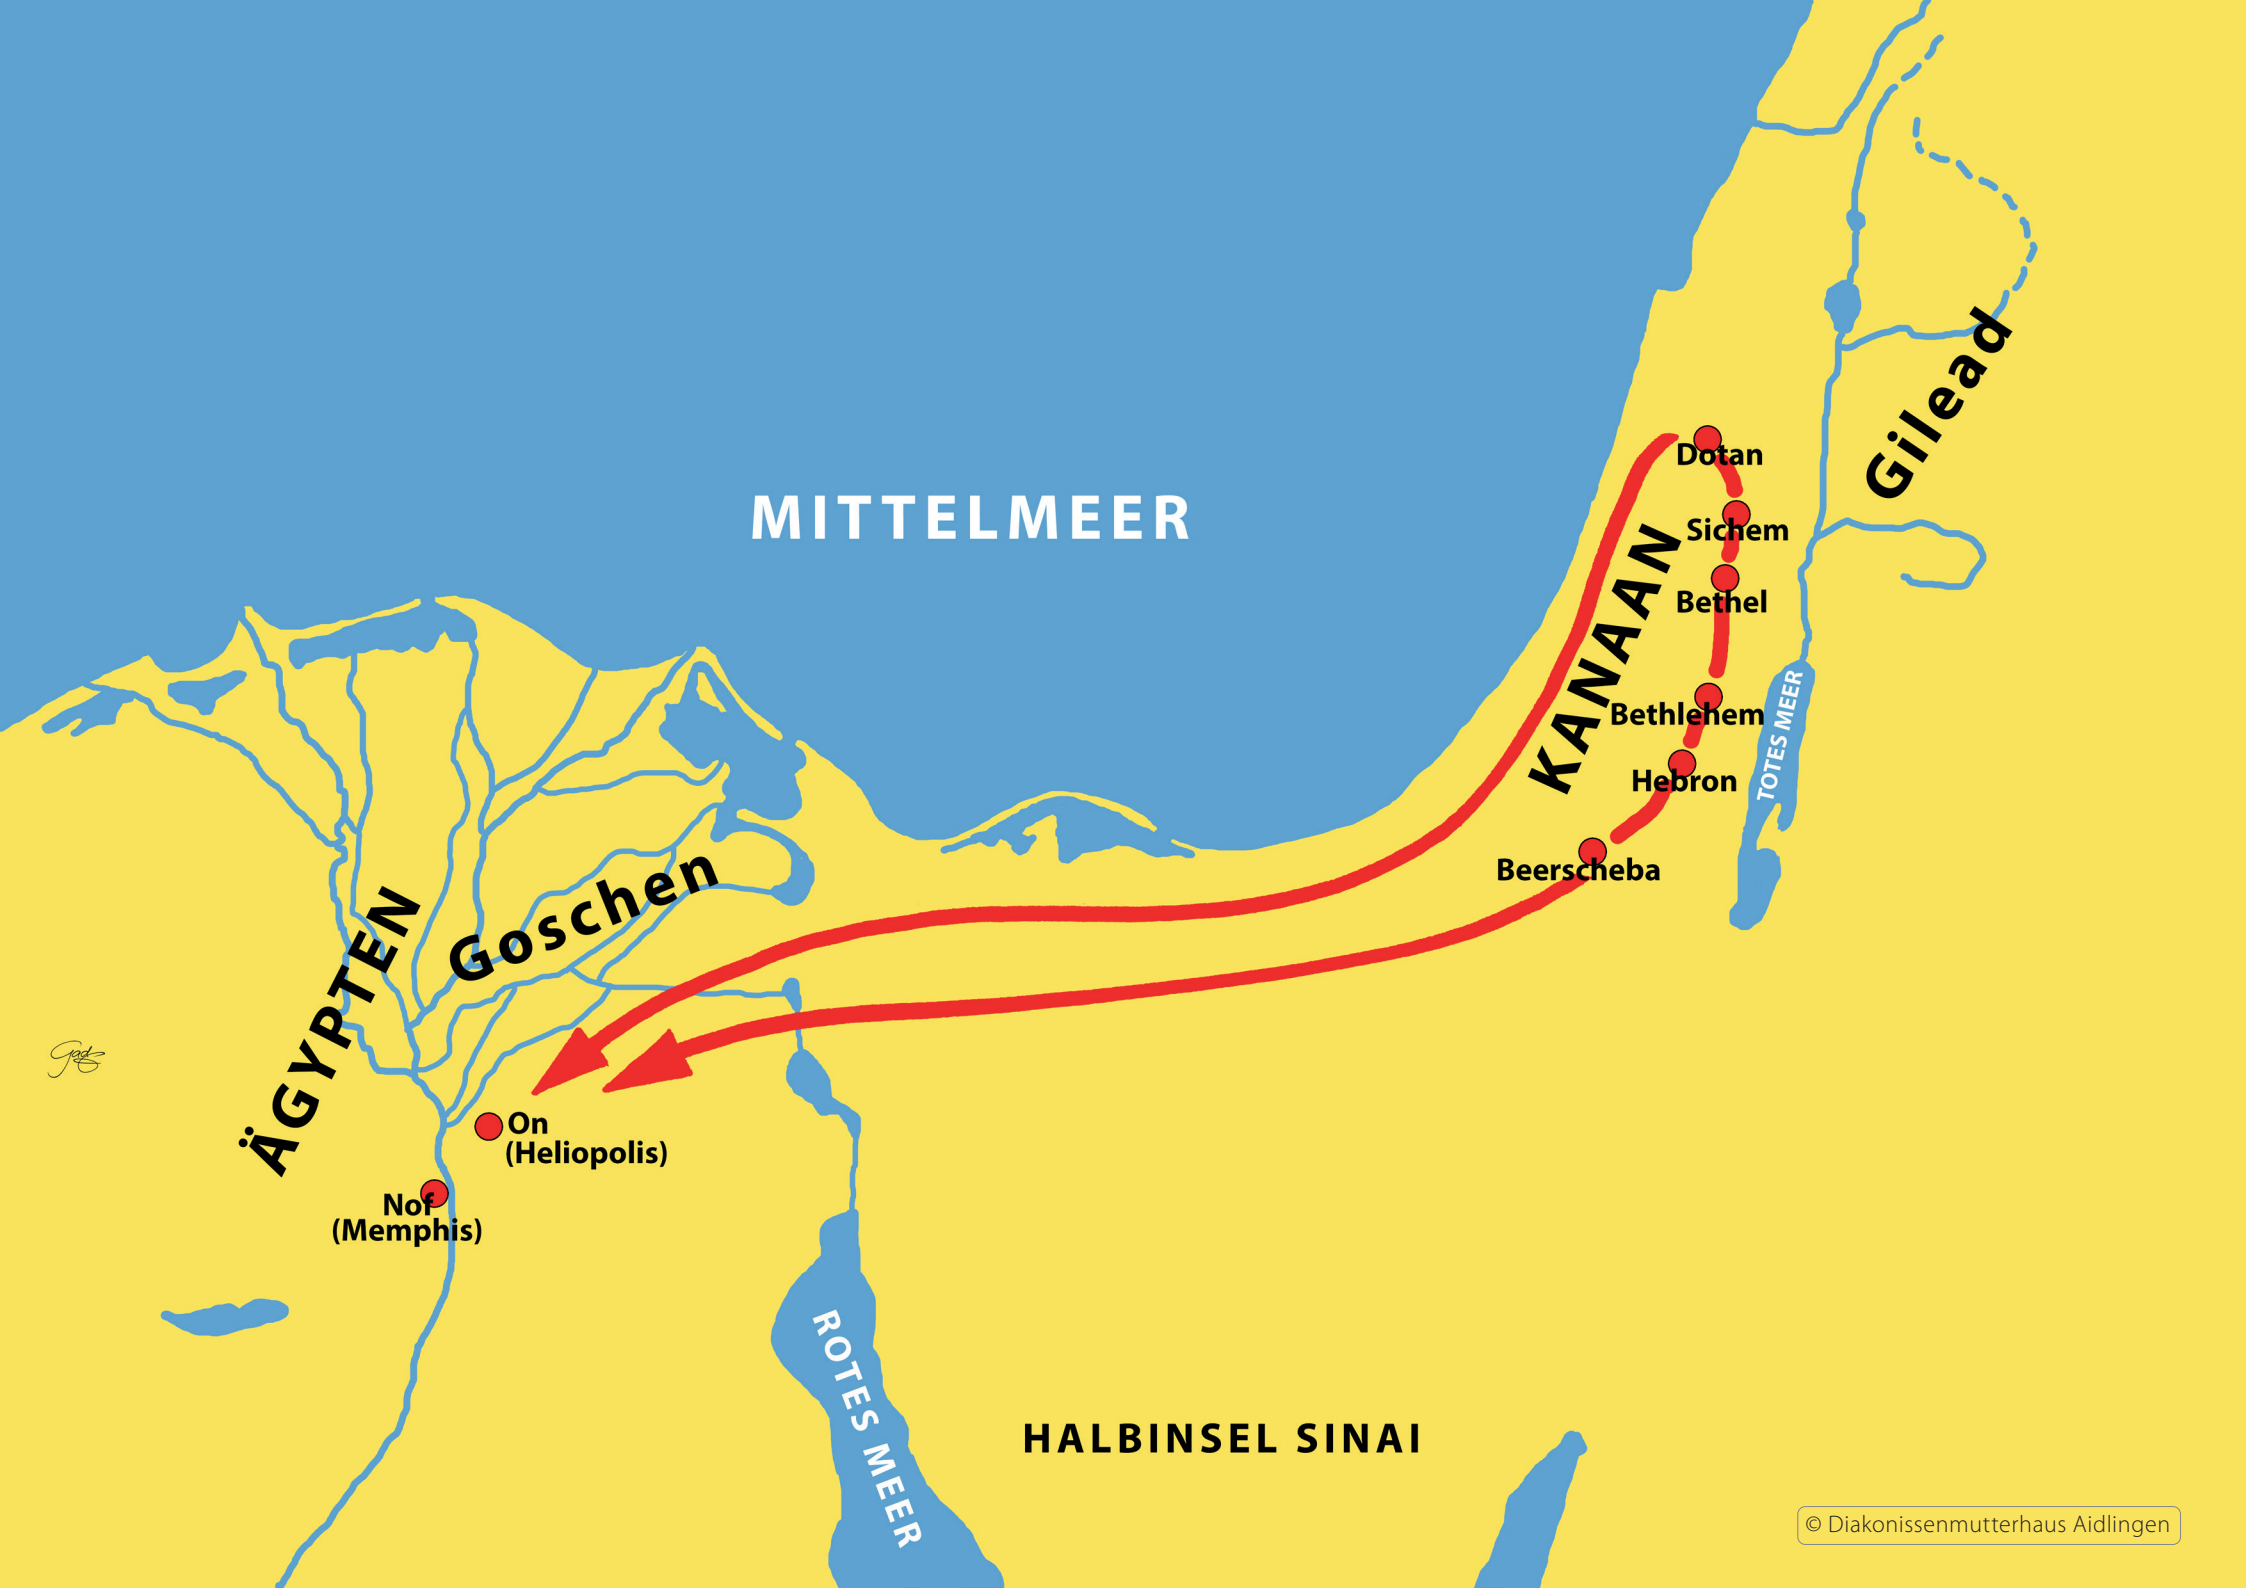 Gilead
Dotan
MITTELMEER
Sichem
KANAAN
Bethel
Bethlehem
TOTES MEER
Hebron
Beerscheba
Goschen
ÄGYPTEN
On
(Heliopolis)
Nof
(Memphis)
ROTES MEER
HALBINSEL SINAI
© Diakonissenmutterhaus Aidlingen